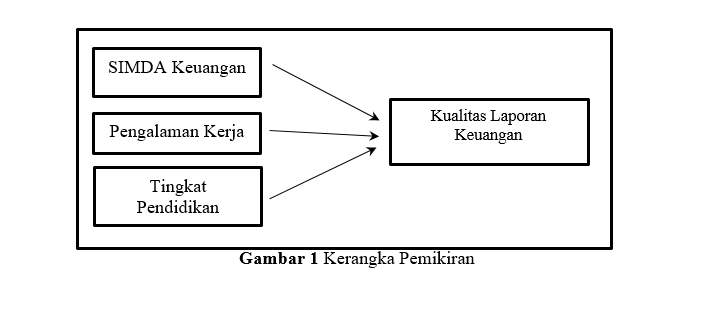 SIMDA Keuangan
Pengalaman Kerja
Tingkat
Pendidikan
Kualitas Laporan
Keuangan
Gambar 1 Kerangka Pemikiran